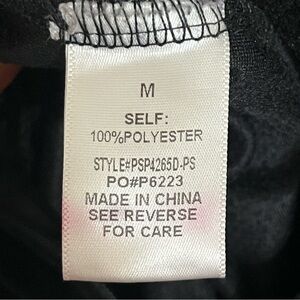 M
SELF:
100%POLYESTER
STYLE#PSP4265D-PS
PO#P6223
MADE IN CHINA
SEE REVERSE
FOR CARE